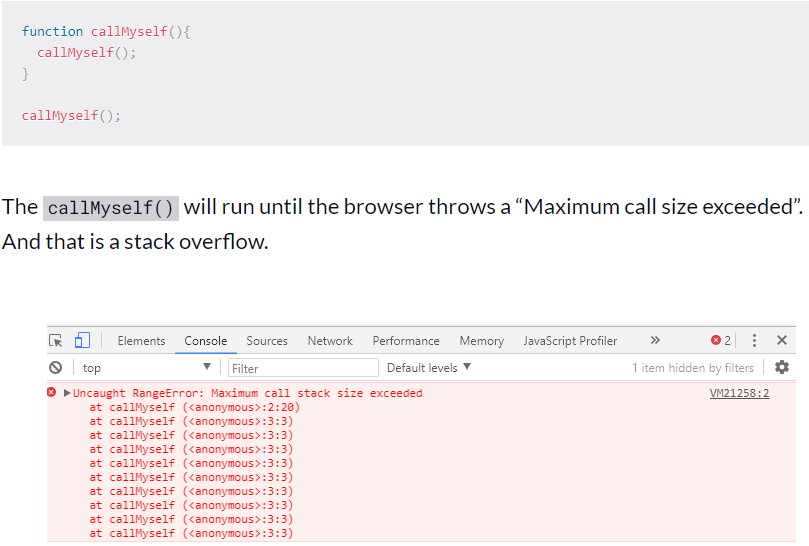 function callMyself(){
callMyself();
}
callMyself();
The callMyself() will run until the browser throws a “Maximum call size exceeded”.
And that is a stack overflow.
Elements Console Sources Network Performance Memory JavaScript Profiler » 2
top Filter Default levels 1 item hidden by filters
Uncaught RangeError: Maximum call stack size exceeded VM21258:2
at callMyself (<anonymous>:2:20)
at callMyself (<anonymous>:3:3)
at callMyself (<anonymous>:3:3)
at callMyself (<anonymous>:3:3)
at callMyself (<anonymous>:3:3)
at callMyself (<anonymous>:3:3)
at callMyself (<anonymous>:3:3)
at callMyself (<anonymous>:3:3)
at callMyself (<anonymous>:3:3)
at callMyself (<anonymous>:3:3)